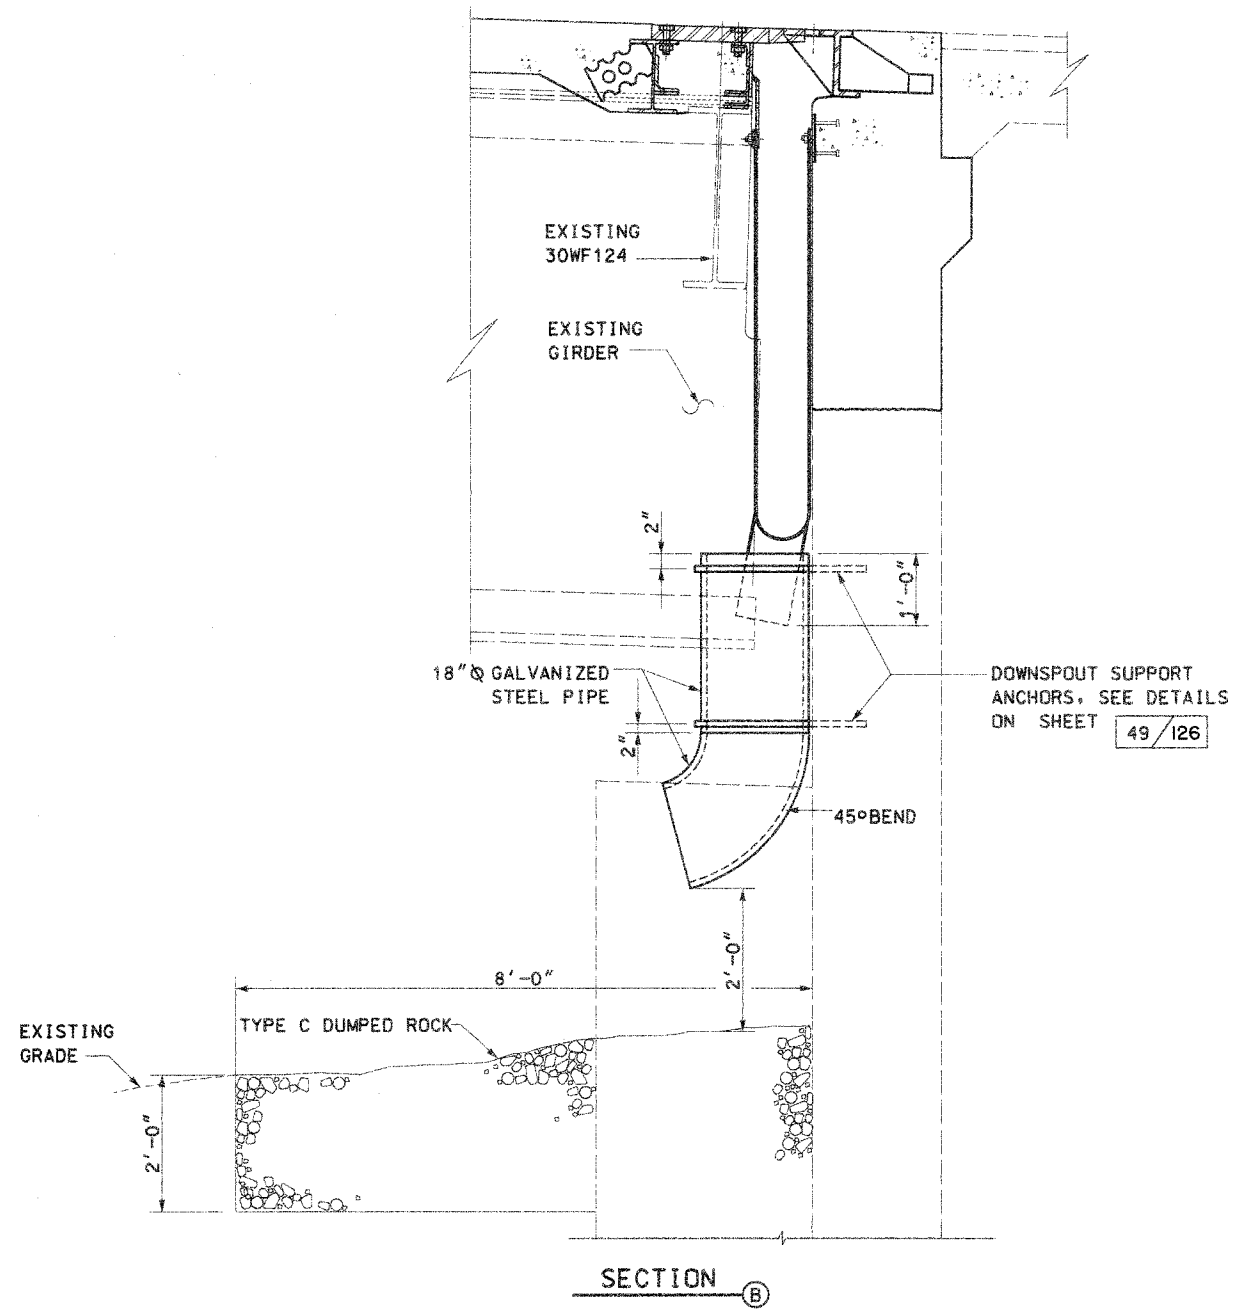 EXISTING
30WF124
EXISTING
GIRDER
2"
1'-0"
18"Ø GALVANIZED
STEEL PIPE
DOWNSPOUT SUPPORT
ANCHORS, SEE DETAILS
ON SHEET 49/126
2"
45° BEND
2'-0"
8'-0"
EXISTING
GRADE
TYPE C DUMPED ROCK
2'-0"
SECTION B